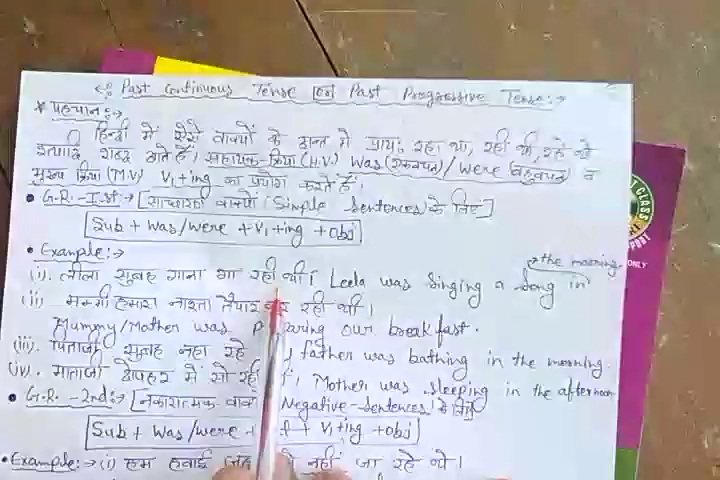 Past Continuous Tense or Past Progressive Tense:→
* पहचान:→
हिन्दी में ऐसे वाक्यों के अन्त में प्रायः रहा था, रही थी, रहे थे
इत्यादि शब्द आते हैं। सहायक-क्रिया (H.V.) was (एकवचन)/were (बहुवचन) व
मुख्य क्रिया (M.V.) V₁+ing का प्रयोग करते हैं।
• G.R.-Ist:→ [साधारण वाक्यों (Simple Sentences) के लिए]
Sub + was/were + V₁+ing + obj
• Example:→
(i). लीला सुबह गाना गा रही थी। Leela was singing a song in the morning.
(ii) मम्मी हमारा नाश्ता तैयार कर रही थी।
Mummy/Mother was our breakfast.
(iii). पिताजी सुबह नहा रहे father was bathing in the morning.
(iv). माताजी दोपहर में सो रही Mother was sleeping in the afternoon
• G.R.-2nd:→ [नकारात्मक Negative-Sentences) के लिए]
Sub + was/were + V₁+ing + obj
• Example:→ (i) हम हवाई नहीं जा रहे थे।
CLASS
POST
ONLY